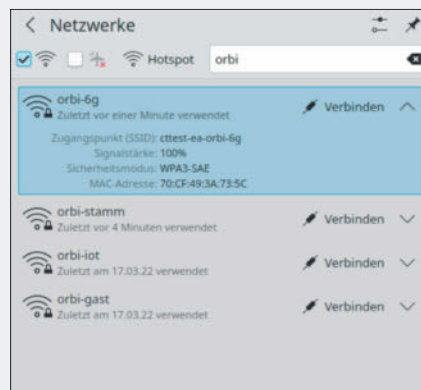 Netzwerke
Hotspot orbi
orbi-6g
Verbinden
Zuletzt vor einer Minute verwendet
Zugangspunkt (SSID): cttest-ea-orbi-6g
Signalstärke: 100%
Sicherheitsmodus: WPA3-SAE
MAC-Adresse: 70:CF:49:3A:73:5C
orbi-stamm
Verbinden
Zuletzt vor 4 Minuten verwendet
orbi-iot
Verbinden
Zuletzt am 17.03.22 verwendet
orbi-gast
Verbinden
Zuletzt am 17.03.22 verwendet